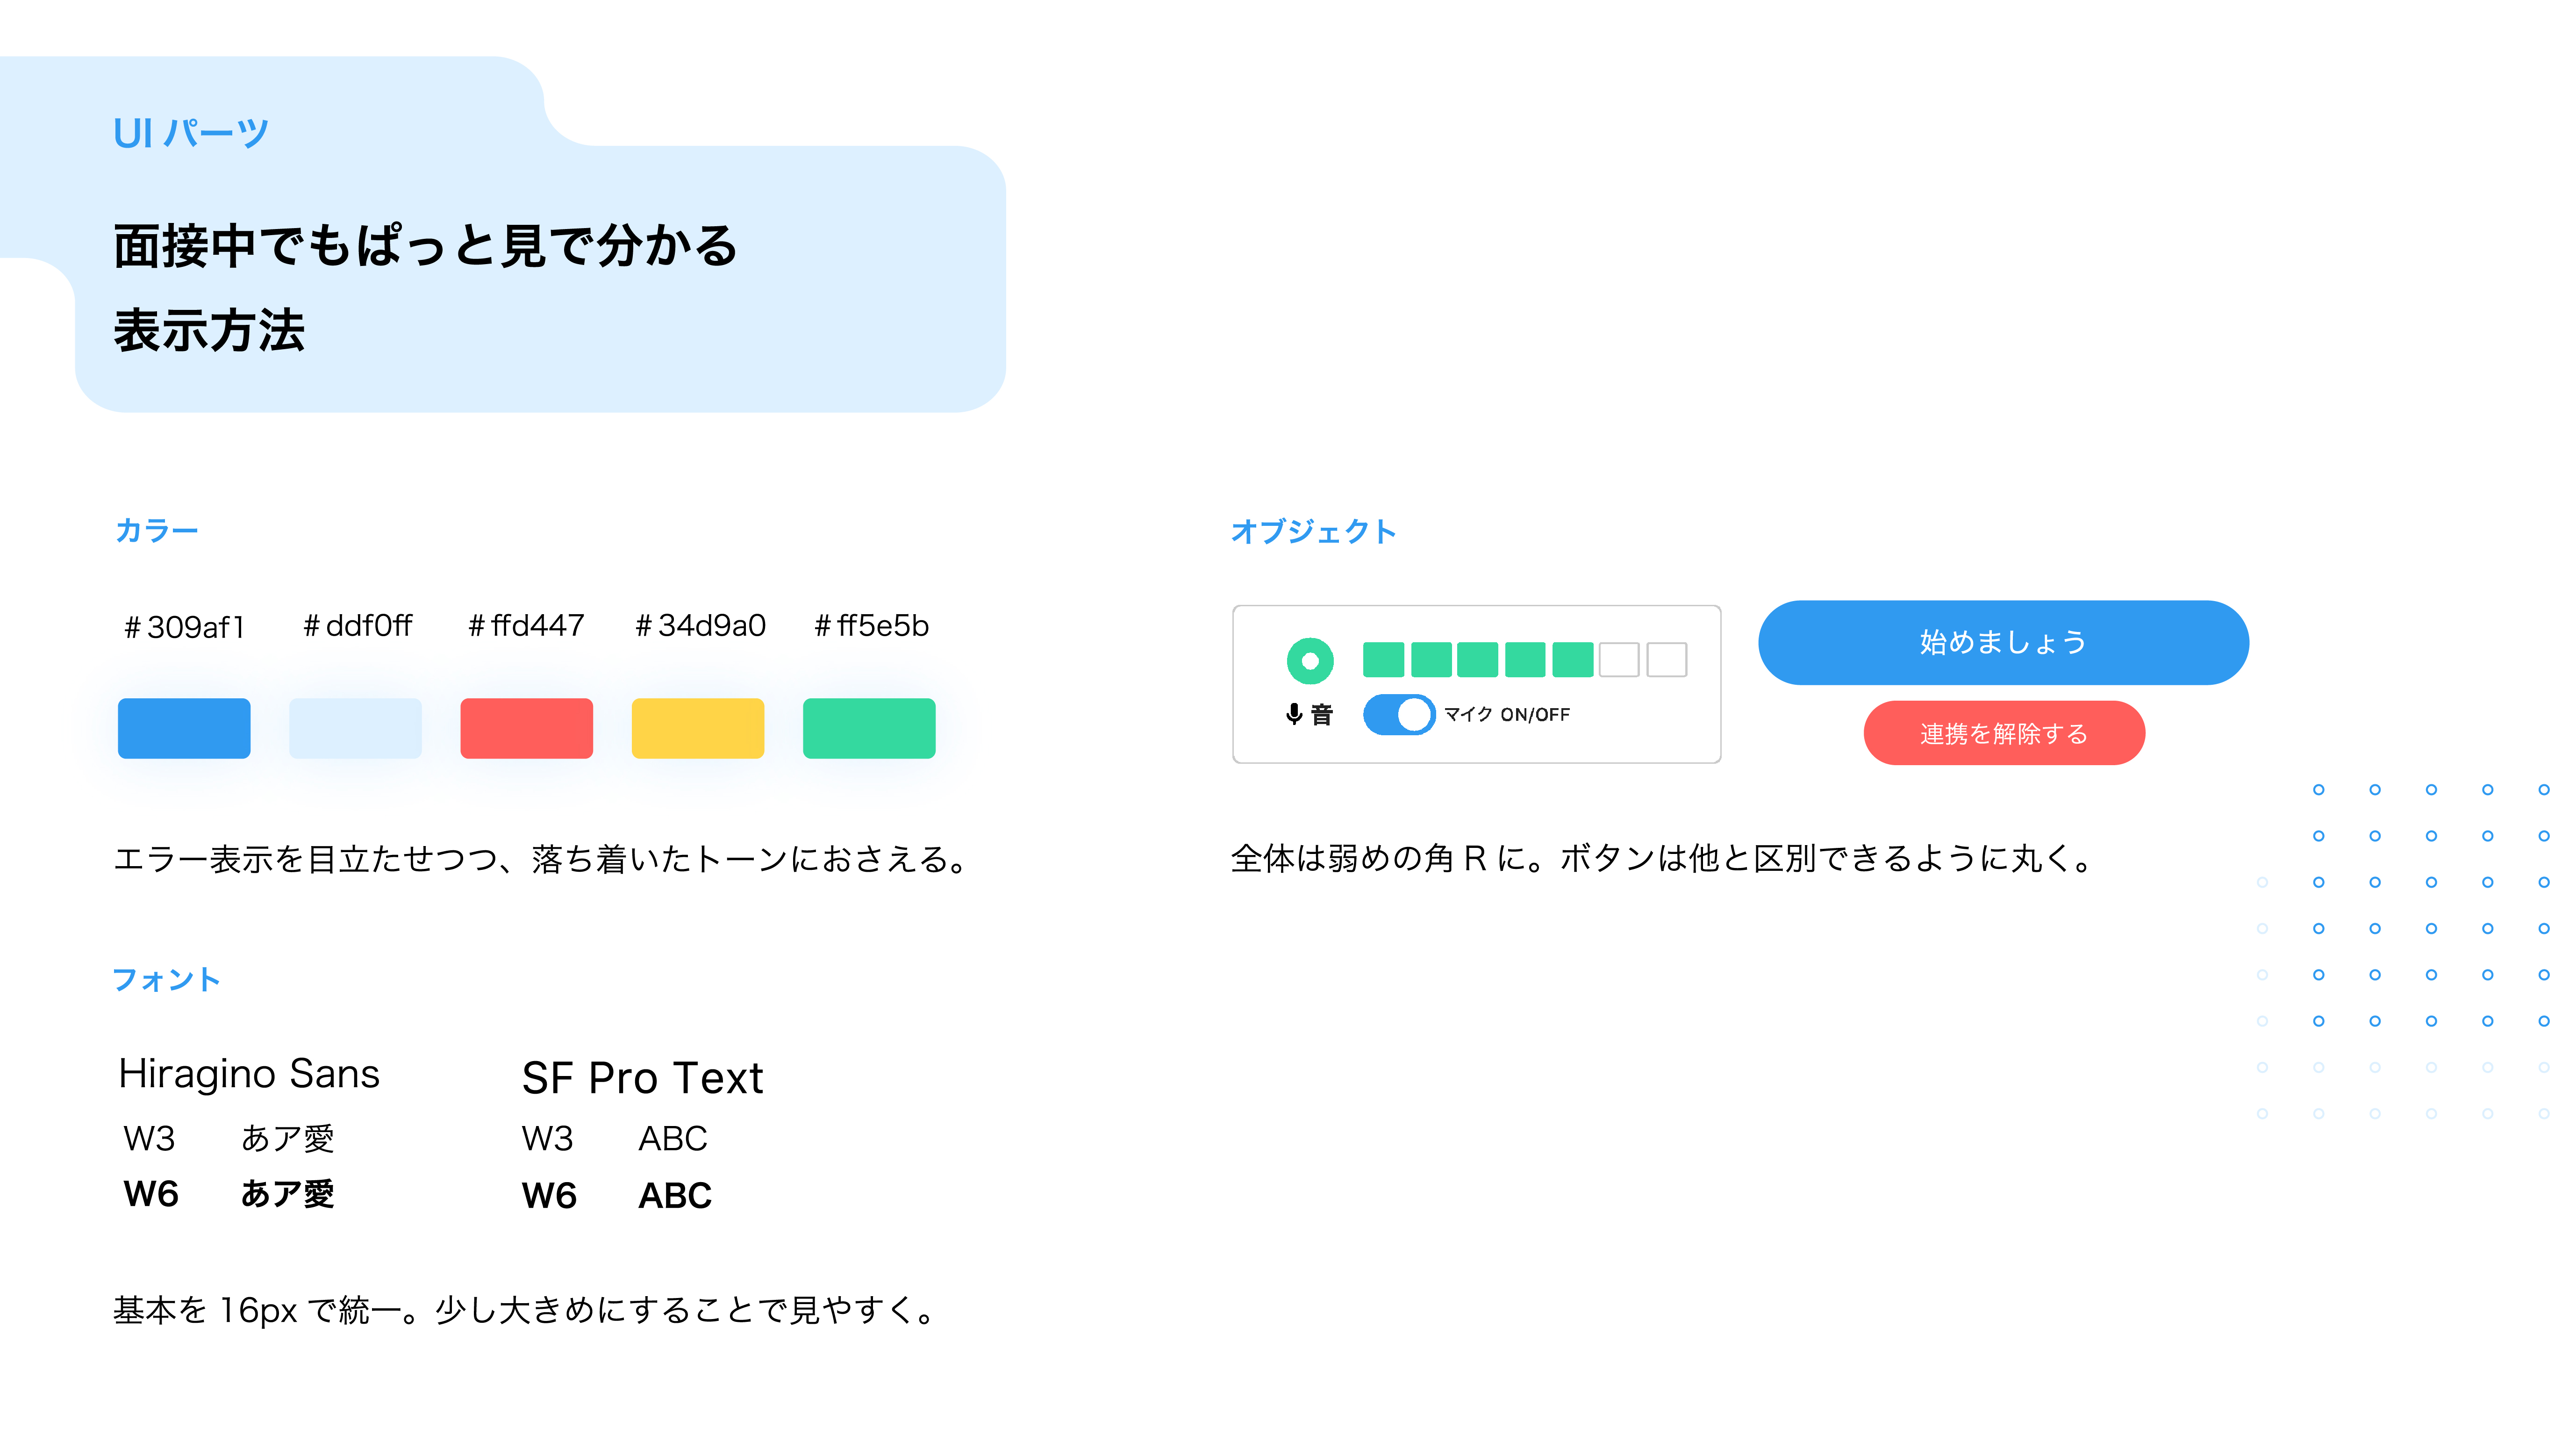 UI パーツ
面接中でもぱっと見で分かる
表示方法
カラー
# 309af1
# ddf0ff
# ffd447
# 34d9a0
# ff5e5b
エラー表示を目立たせつつ、落ち着いたトーンにおさえる。
オブジェクト
音
マイク ON/OFF
始めましょう
連携を解除する
全体は弱めの角 R に。ボタンは他と区別できるように丸く。
フォント
Hiragino Sans
W3 あア愛
W6 あア愛
SF Pro Text
W3 ABC
W6 ABC
基本を 16px で統一。少し大きめにすることで見やすく。